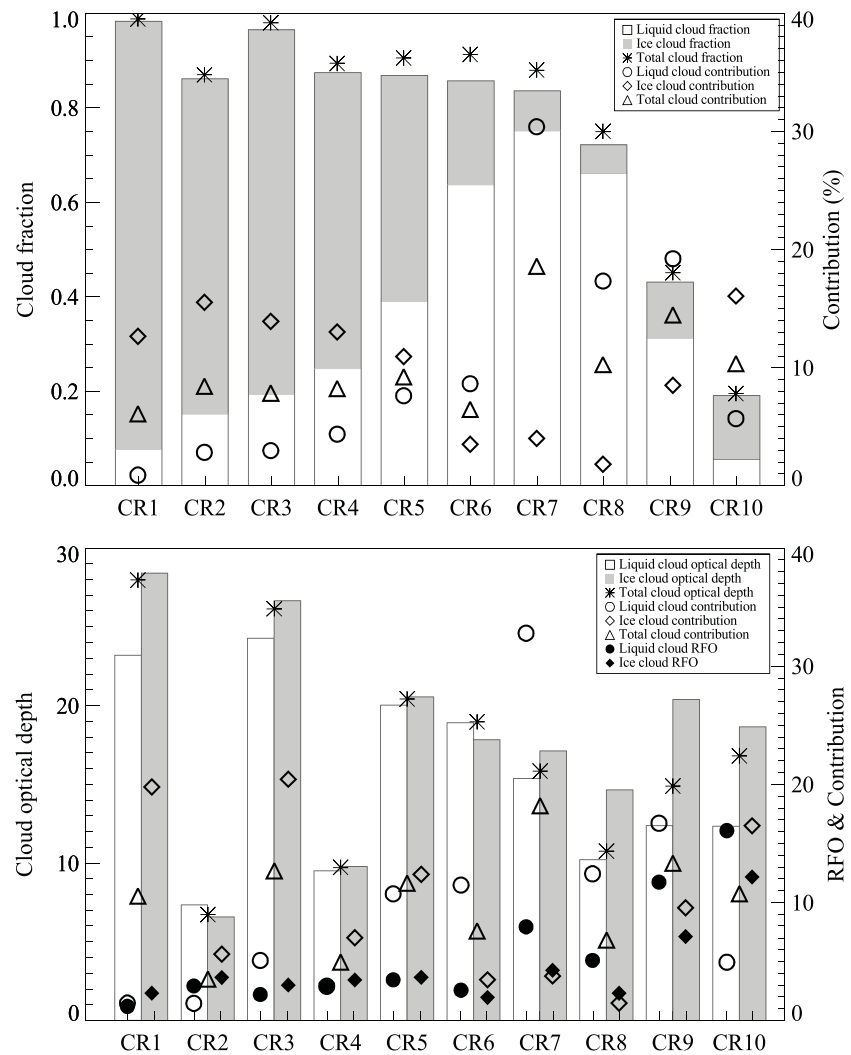 1.0
0.8
0.6
0.4
0.2
0.0
Cloud fraction
40
30
20
10
0
Contribution (%)
Liquid cloud fraction
Ice cloud fraction
Total cloud fraction
Liqud cloud contribution
Ice cloud contribution
Total cloud contribution
CR1 CR2 CR3 CR4 CR5 CR6 CR7 CR8 CR9 CR10
30
20
10
0
Cloud optical depth
40
30
20
10
0
RFO & Contribution
Liquid cloud optical depth
Ice cloud optical depth
Total cloud optical depth
Liquid cloud contribution
Ice cloud contribution
Total cloud contribution
Liquid cloud RFO
Ice cloud RFO
CR1 CR2 CR3 CR4 CR5 CR6 CR7 CR8 CR9 CR10